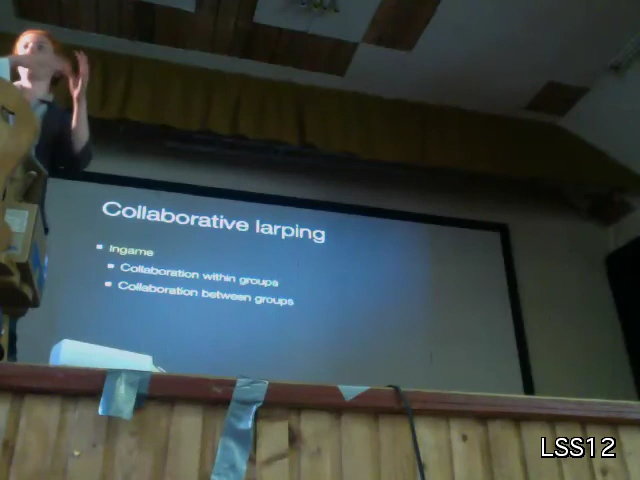 Collaborative larping
Ingame
Collaboration within groups
Collaboration between groups
LSS12